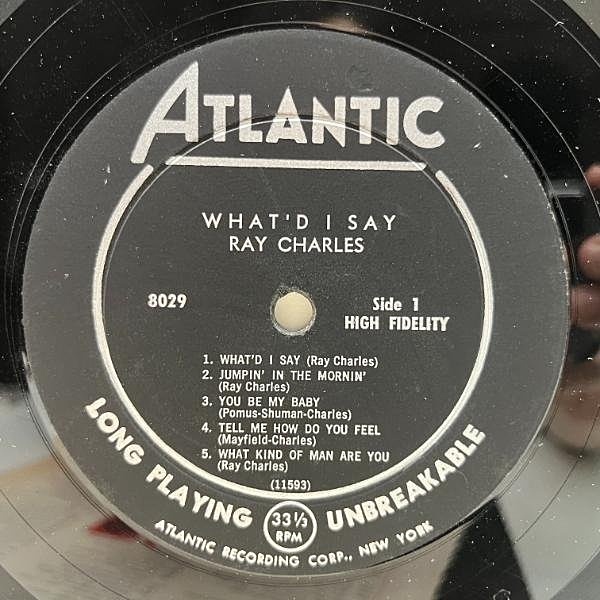 ATLANTIC
WHAT'D I SAY
RAY CHARLES
8029
Side 1
HIGH FIDELITY
1. WHAT'D I SAY (Ray Charles)
2. JUMPIN' IN THE MORNIN'
(Ray Charles)
3. YOU BE MY BABY
(Pomus-Shuman-Charles)
4. TELL ME HOW DO YOU FEEL
(Mayfield-Charles)
5. WHAT KIND OF MAN ARE YOU
(Ray Charles)
(11593)
LONG PLAYING 33⅓ RPM UNBREAKABLE
ATLANTIC RECORDING CORP., NEW YORK